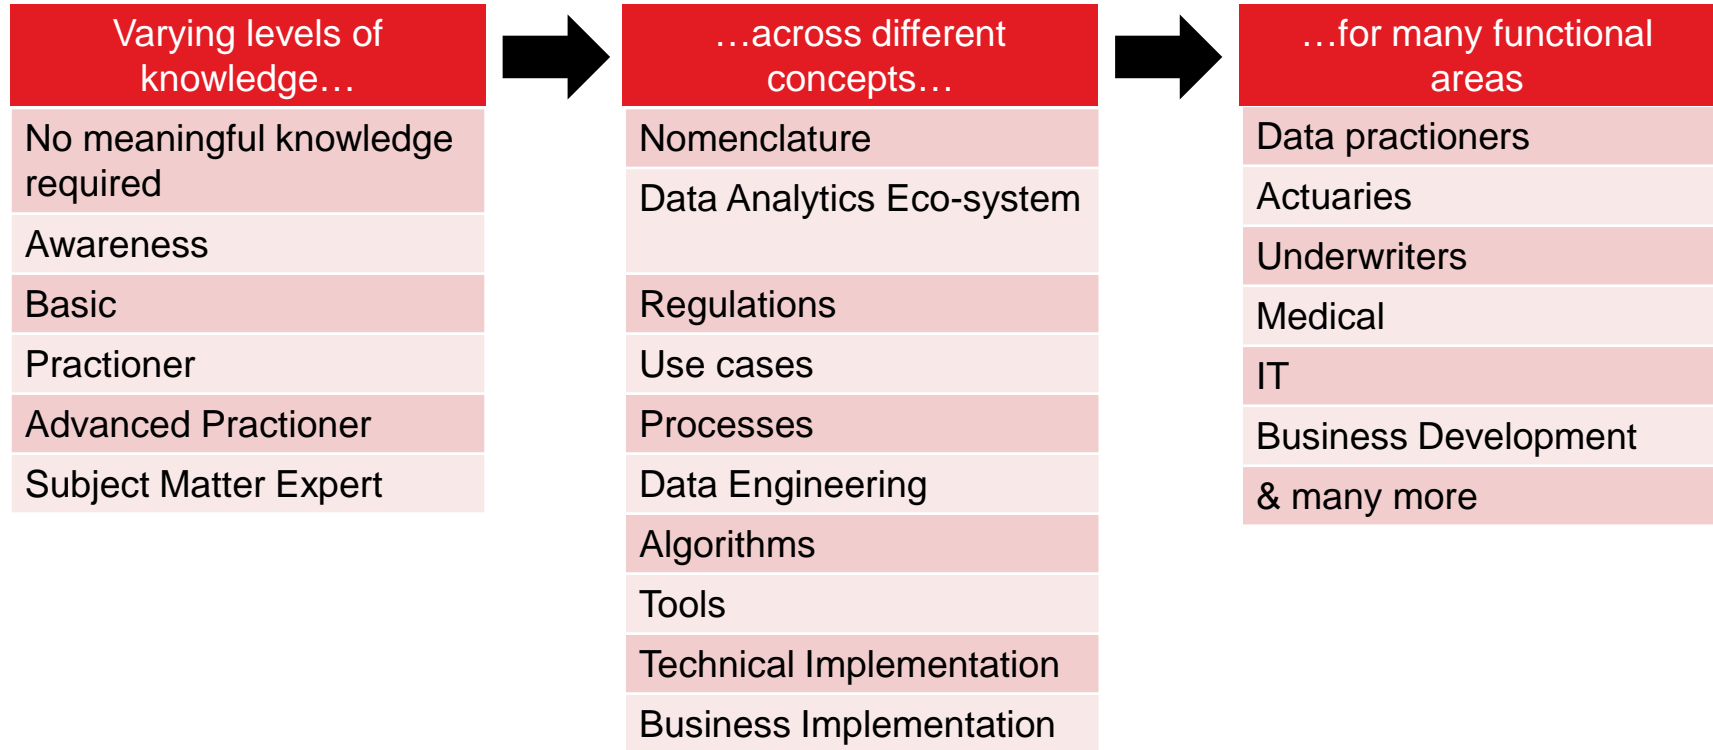 Varying levels of
knowledge…
No meaningful knowledge
required
Awareness
Basic
Practioner
Advanced Practioner
Subject Matter Expert
…across different
concepts…
Nomenclature
Data Analytics Eco-system
Regulations
Use cases
Processes
Data Engineering
Algorithms
Tools
Technical Implementation
Business Implementation
…for many functional
areas
Data practioners
Actuaries
Underwriters
Medical
IT
Business Development
& many more